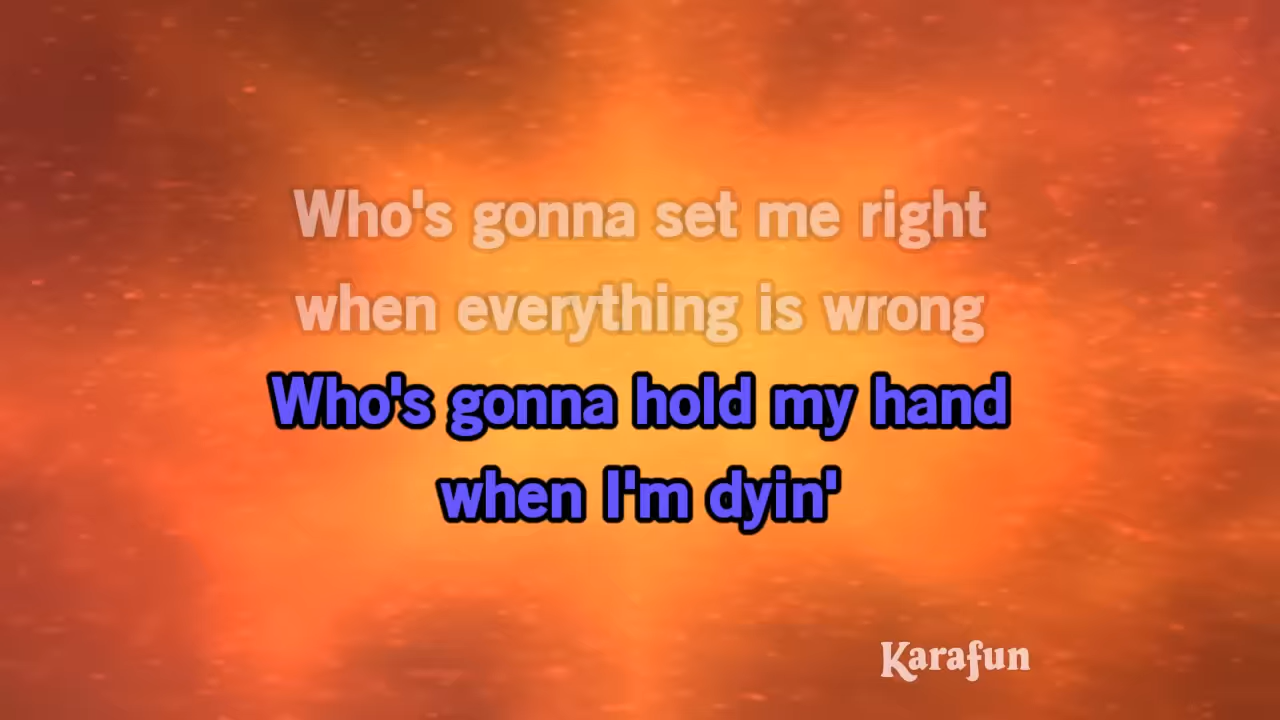 Who's gonna set me right
when everything is wrong
Who's gonna hold my hand
when I'm dyin'
Karafun